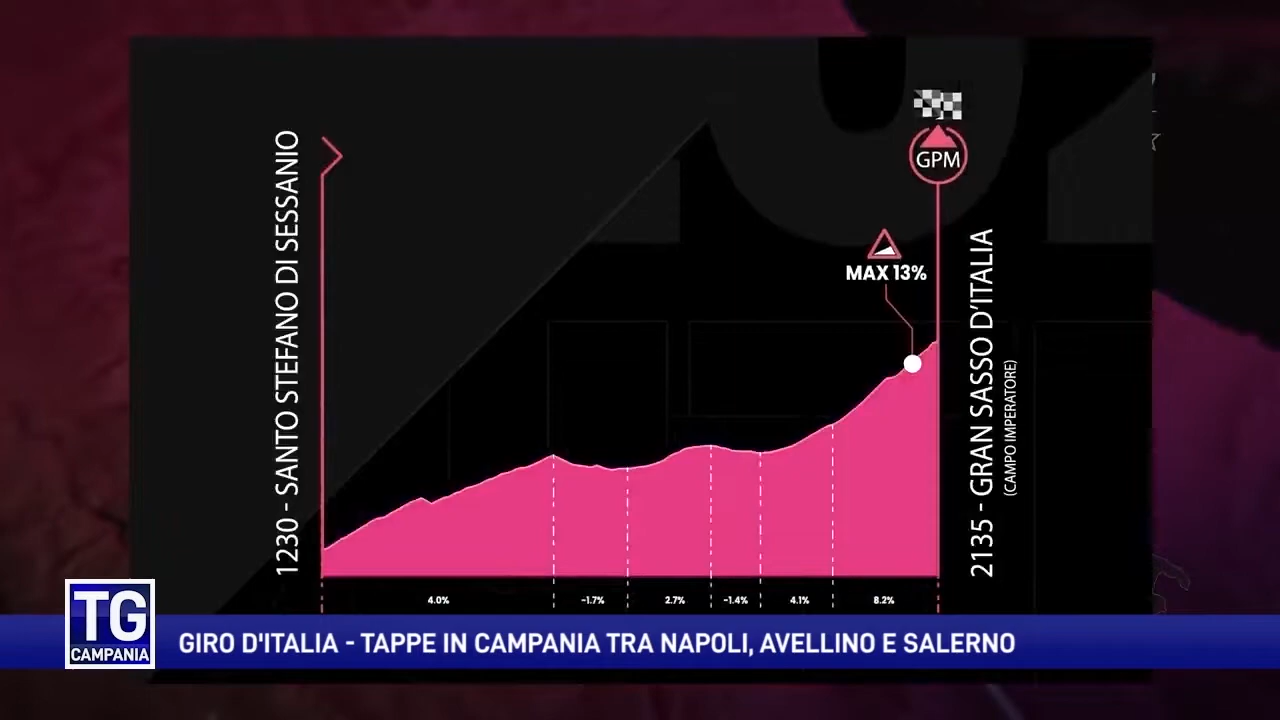 1230 - SANTO STEFANO DI SESSANIO
GPM
MAX 13%
2135 - GRAN SASSO D'ITALIA
(CAMPO IMPERATORE)
4.0%
-1.7%
2.7%
-1.4%
4.1%
8.2%
TG
CAMPANIA
GIRO D'ITALIA - TAPPE IN CAMPANIA TRA NAPOLI, AVELLINO E SALERNO